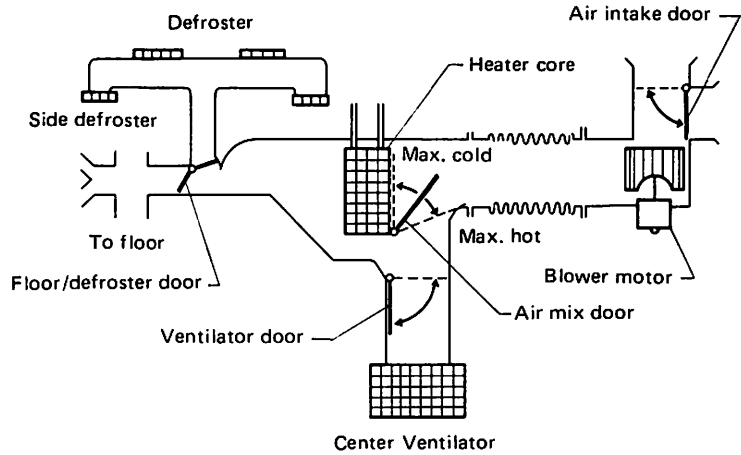 Air intake door
Defroster
Heater core
Side defroster
Max. cold
To floor
Max. hot
Floor/defroster door
Blower motor
Air mix door
Ventilator door
Center Ventilator